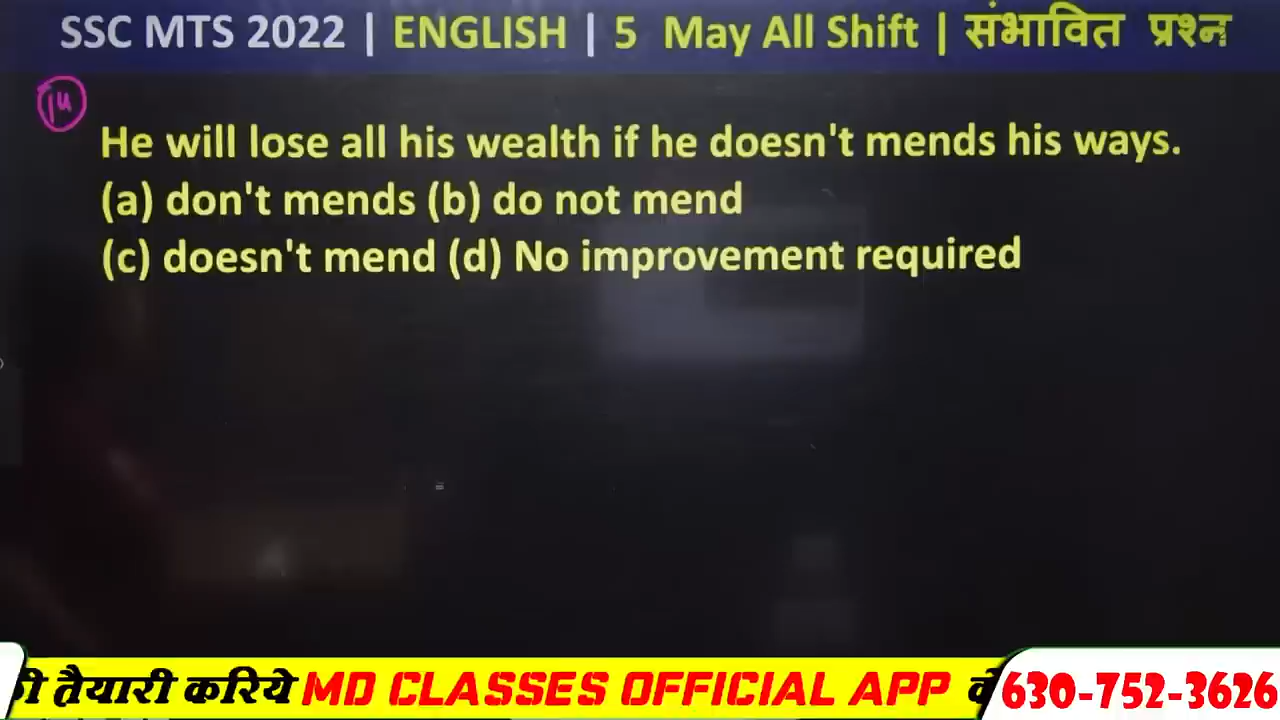 SSC MTS 2022 | ENGLISH | 5 May All Shift | संभावित प्रश्न
14
He will lose all his wealth if he doesn't mends his ways.
(a) don't mends (b) do not mend
(c) doesn't mend (d) No improvement required
तैयारी करिये MD CLASSES OFFICIAL APP
630-752-3626